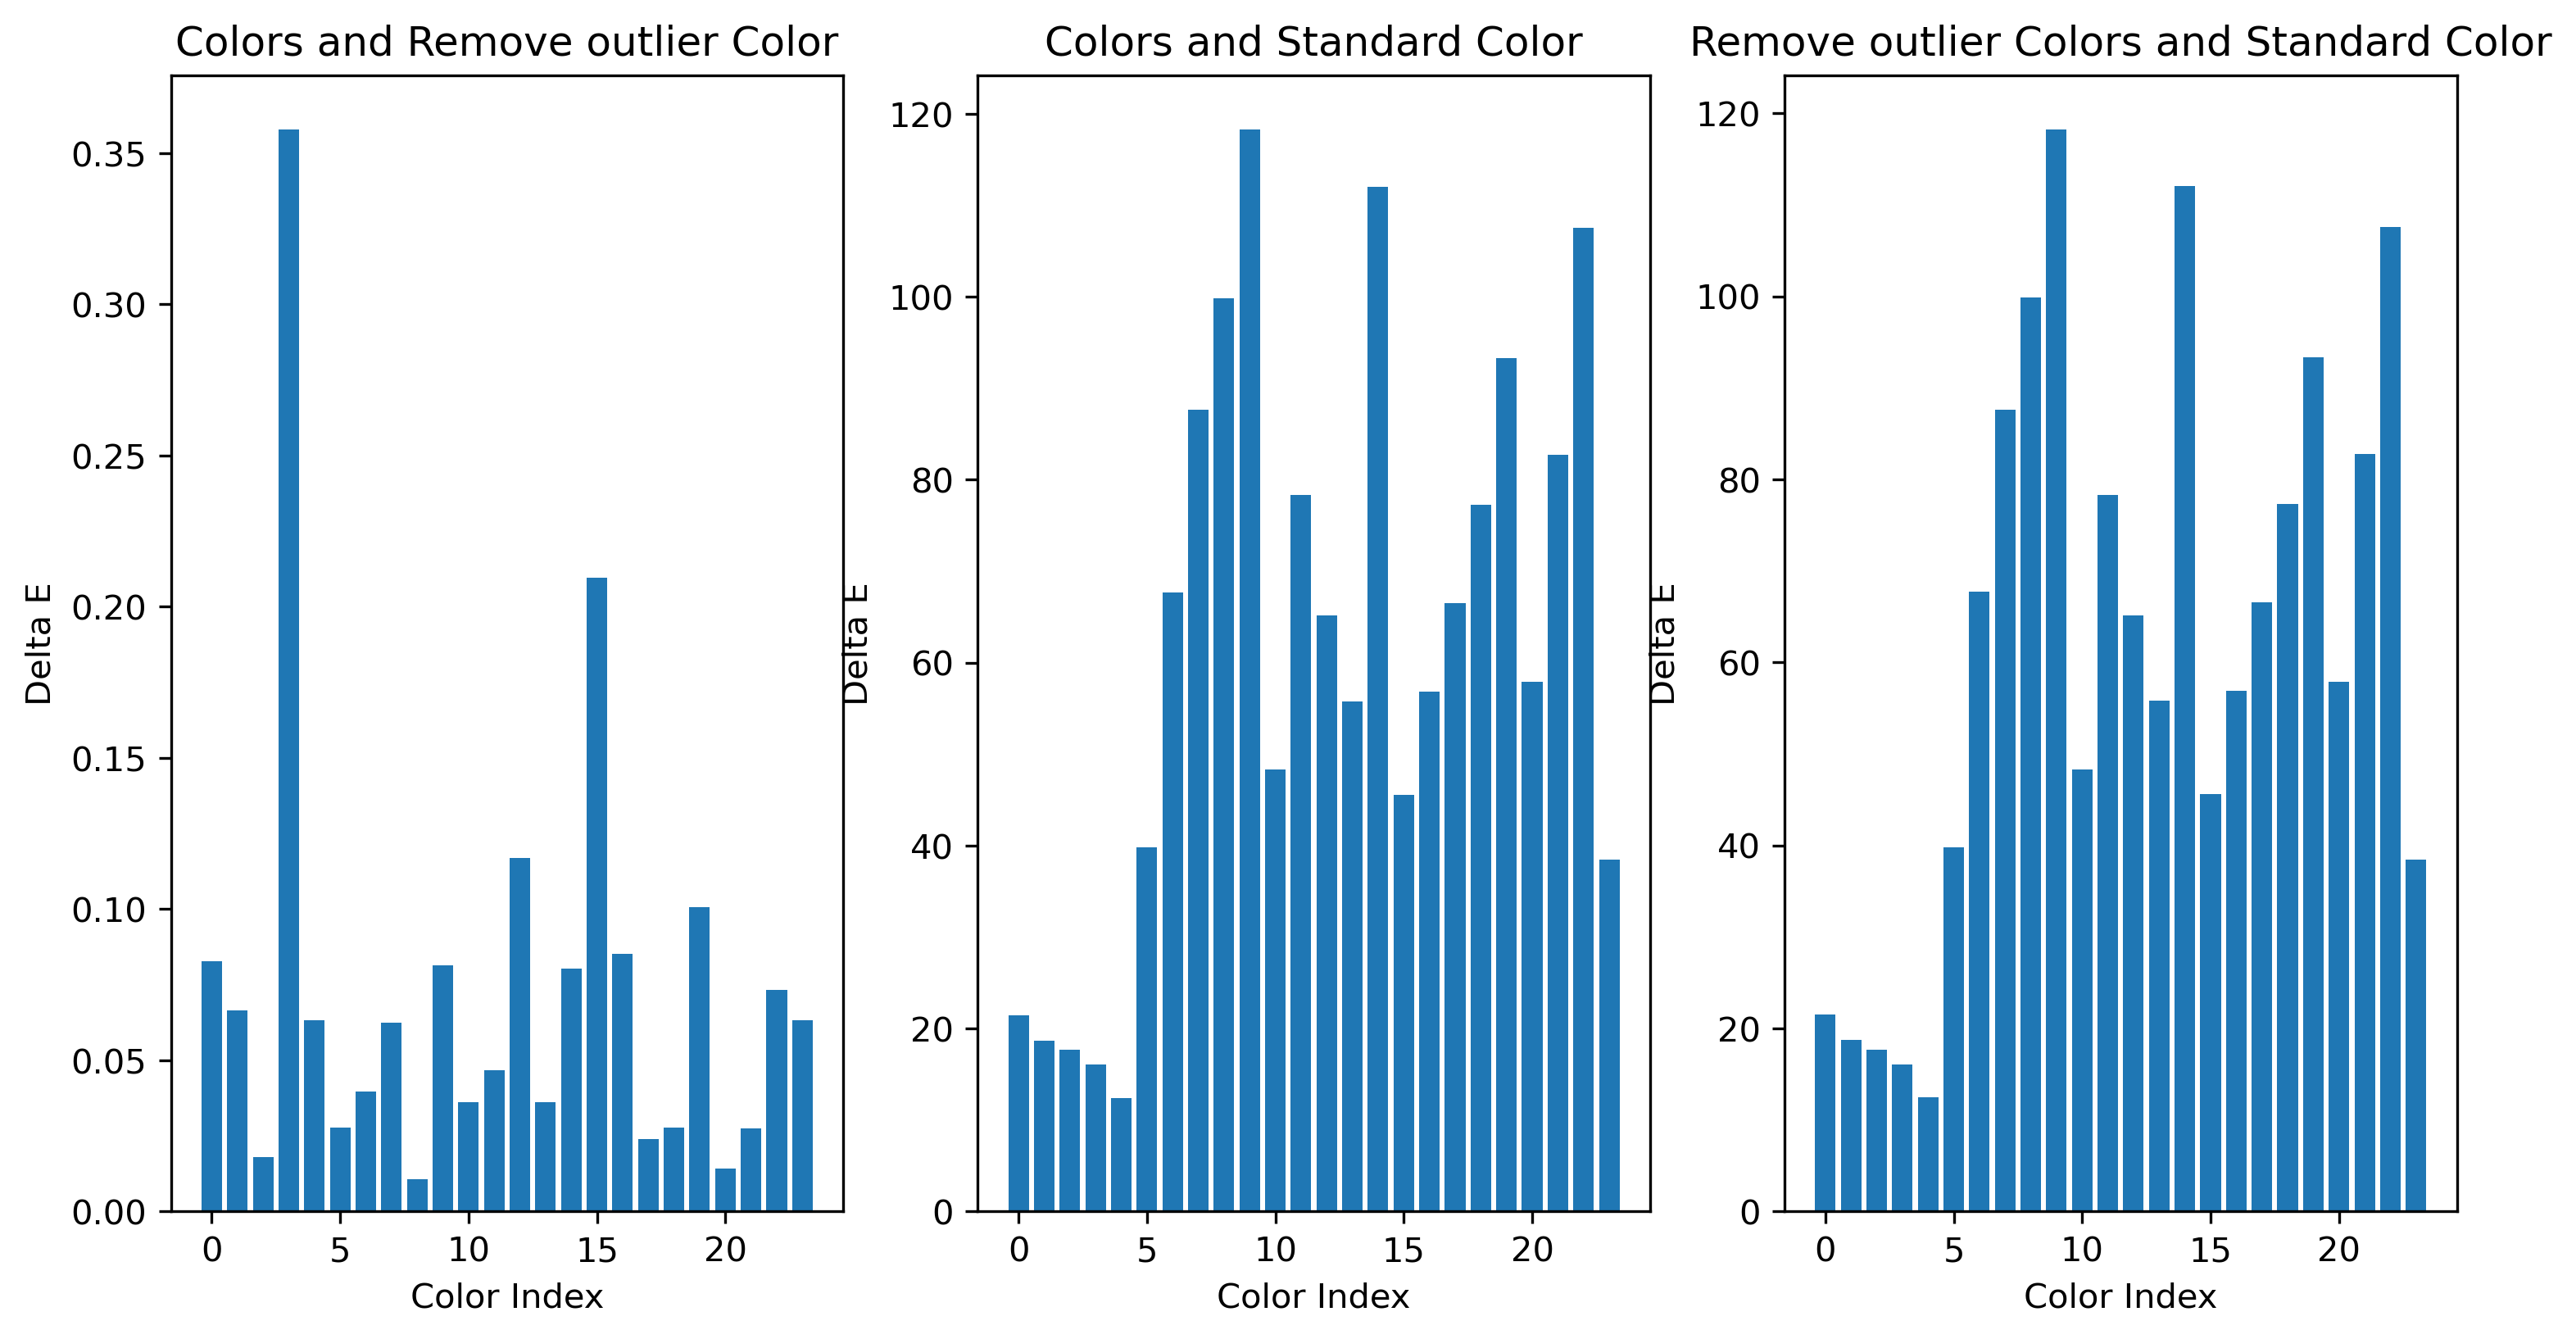 Colors and Remove outlier Color
Delta E
0.35
0.30
0.25
0.20
0.15
0.10
0.05
0.00
0 5 10 15 20
Color Index
Colors and Standard Color
Delta E
120
100
80
60
40
20
0
0 5 10 15 20
Color Index
Remove outlier Colors and Standard Color
Delta E
120
100
80
60
40
20
0
0 5 10 15 20
Color Index